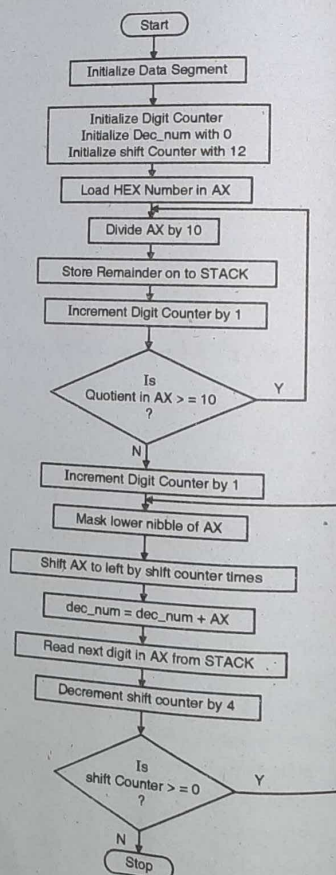 Start
Initialize Data Segment
Initialize Digit Counter
Initialize Dec_num with 0
Initialize shift Counter with 12
Load HEX Number in AX
Divide AX by 10
Store Remainder on to STACK
Increment Digit Counter by 1
Is
Quotient in AX > = 10
?
Y
N
Increment Digit Counter by 1
Mask lower nibble of AX
Shift AX to left by shift counter times
dec_num = dec_num + AX
Read next digit in AX from STACK
Decrement shift counter by 4
Is
shift Counter > = 0
?
Y
N
Stop